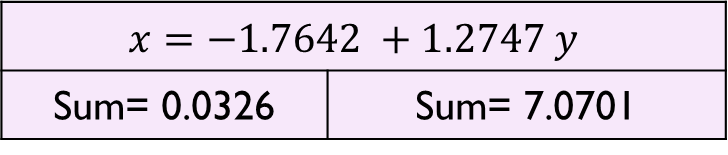 x = −1.7642 + 1.2747 y
Sum= 0.0326 Sum= 7.0701